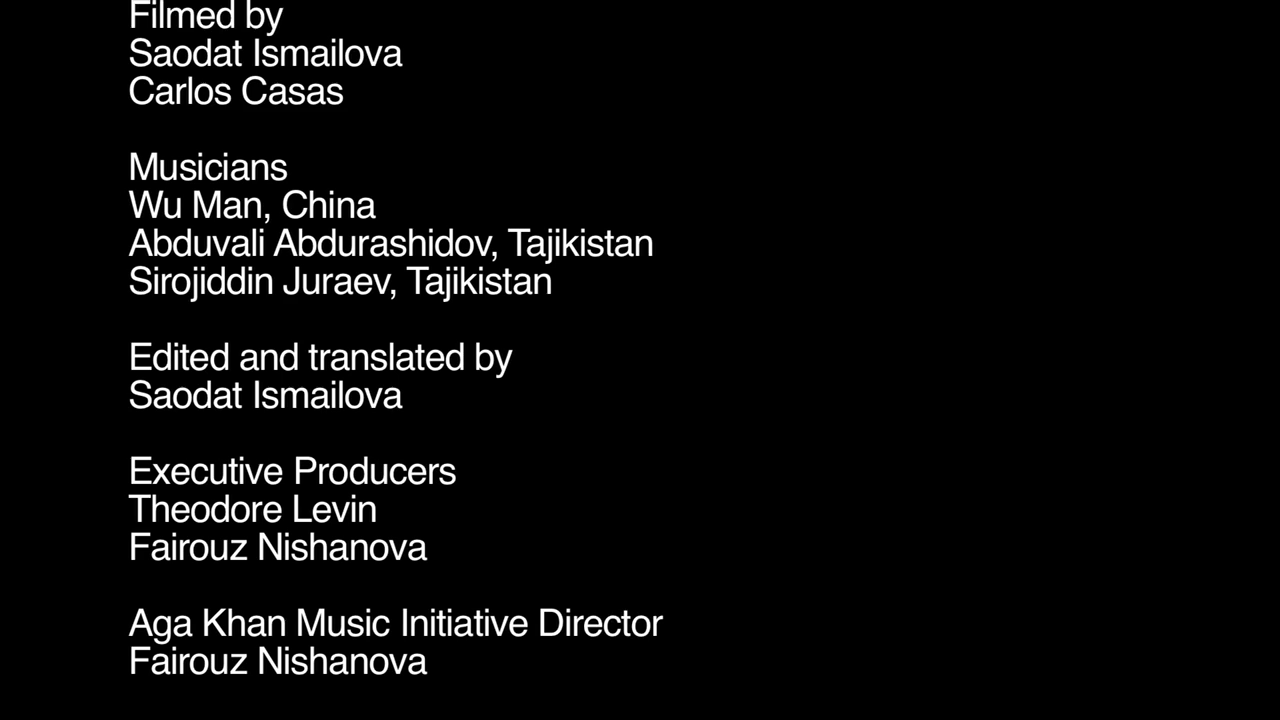 Filmed by
Saodat Ismailova
Carlos Casas
Musicians
Wu Man, China
Abduvali Abdurashidov, Tajikistan
Sirojiddin Juraev, Tajikistan
Edited and translated by
Saodat Ismailova
Executive Producers
Theodore Levin
Fairouz Nishanova
Aga Khan Music Initiative Director
Fairouz Nishanova